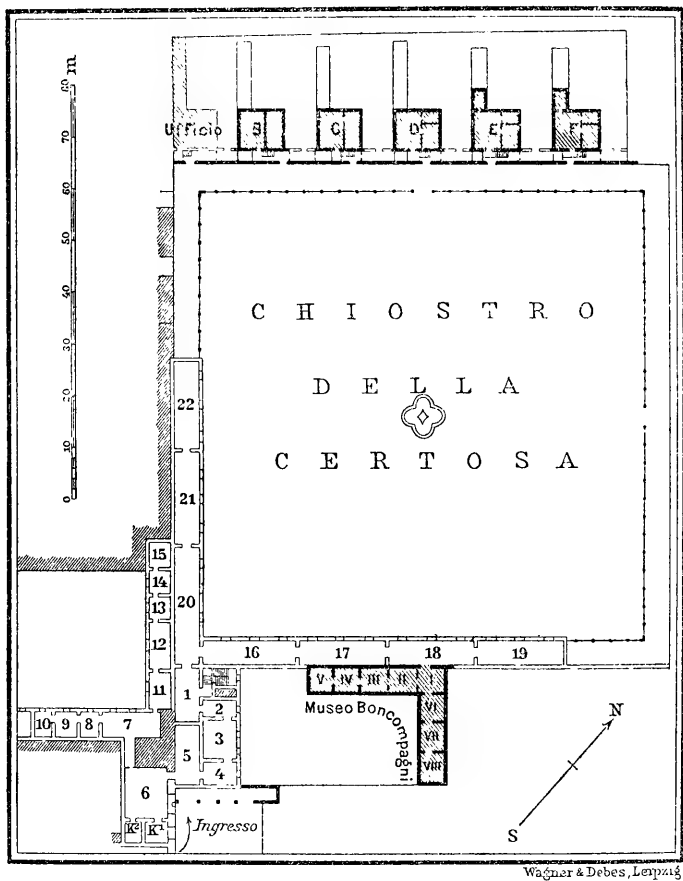 80 m
70
60
50
40
30
20
10
0
Ufficio B C D E F
CHIOSTRO
DELLA
CERTOSA
22
21
20
15
14
13
12
11
16 17 18 19
1
2
3
4
5
V IV III II I
VI
VII
VIII
Museo Boncompagni
10 9 8 7
6
K² K¹
Ingresso
N
S
Wagner & Debes, Leipzig